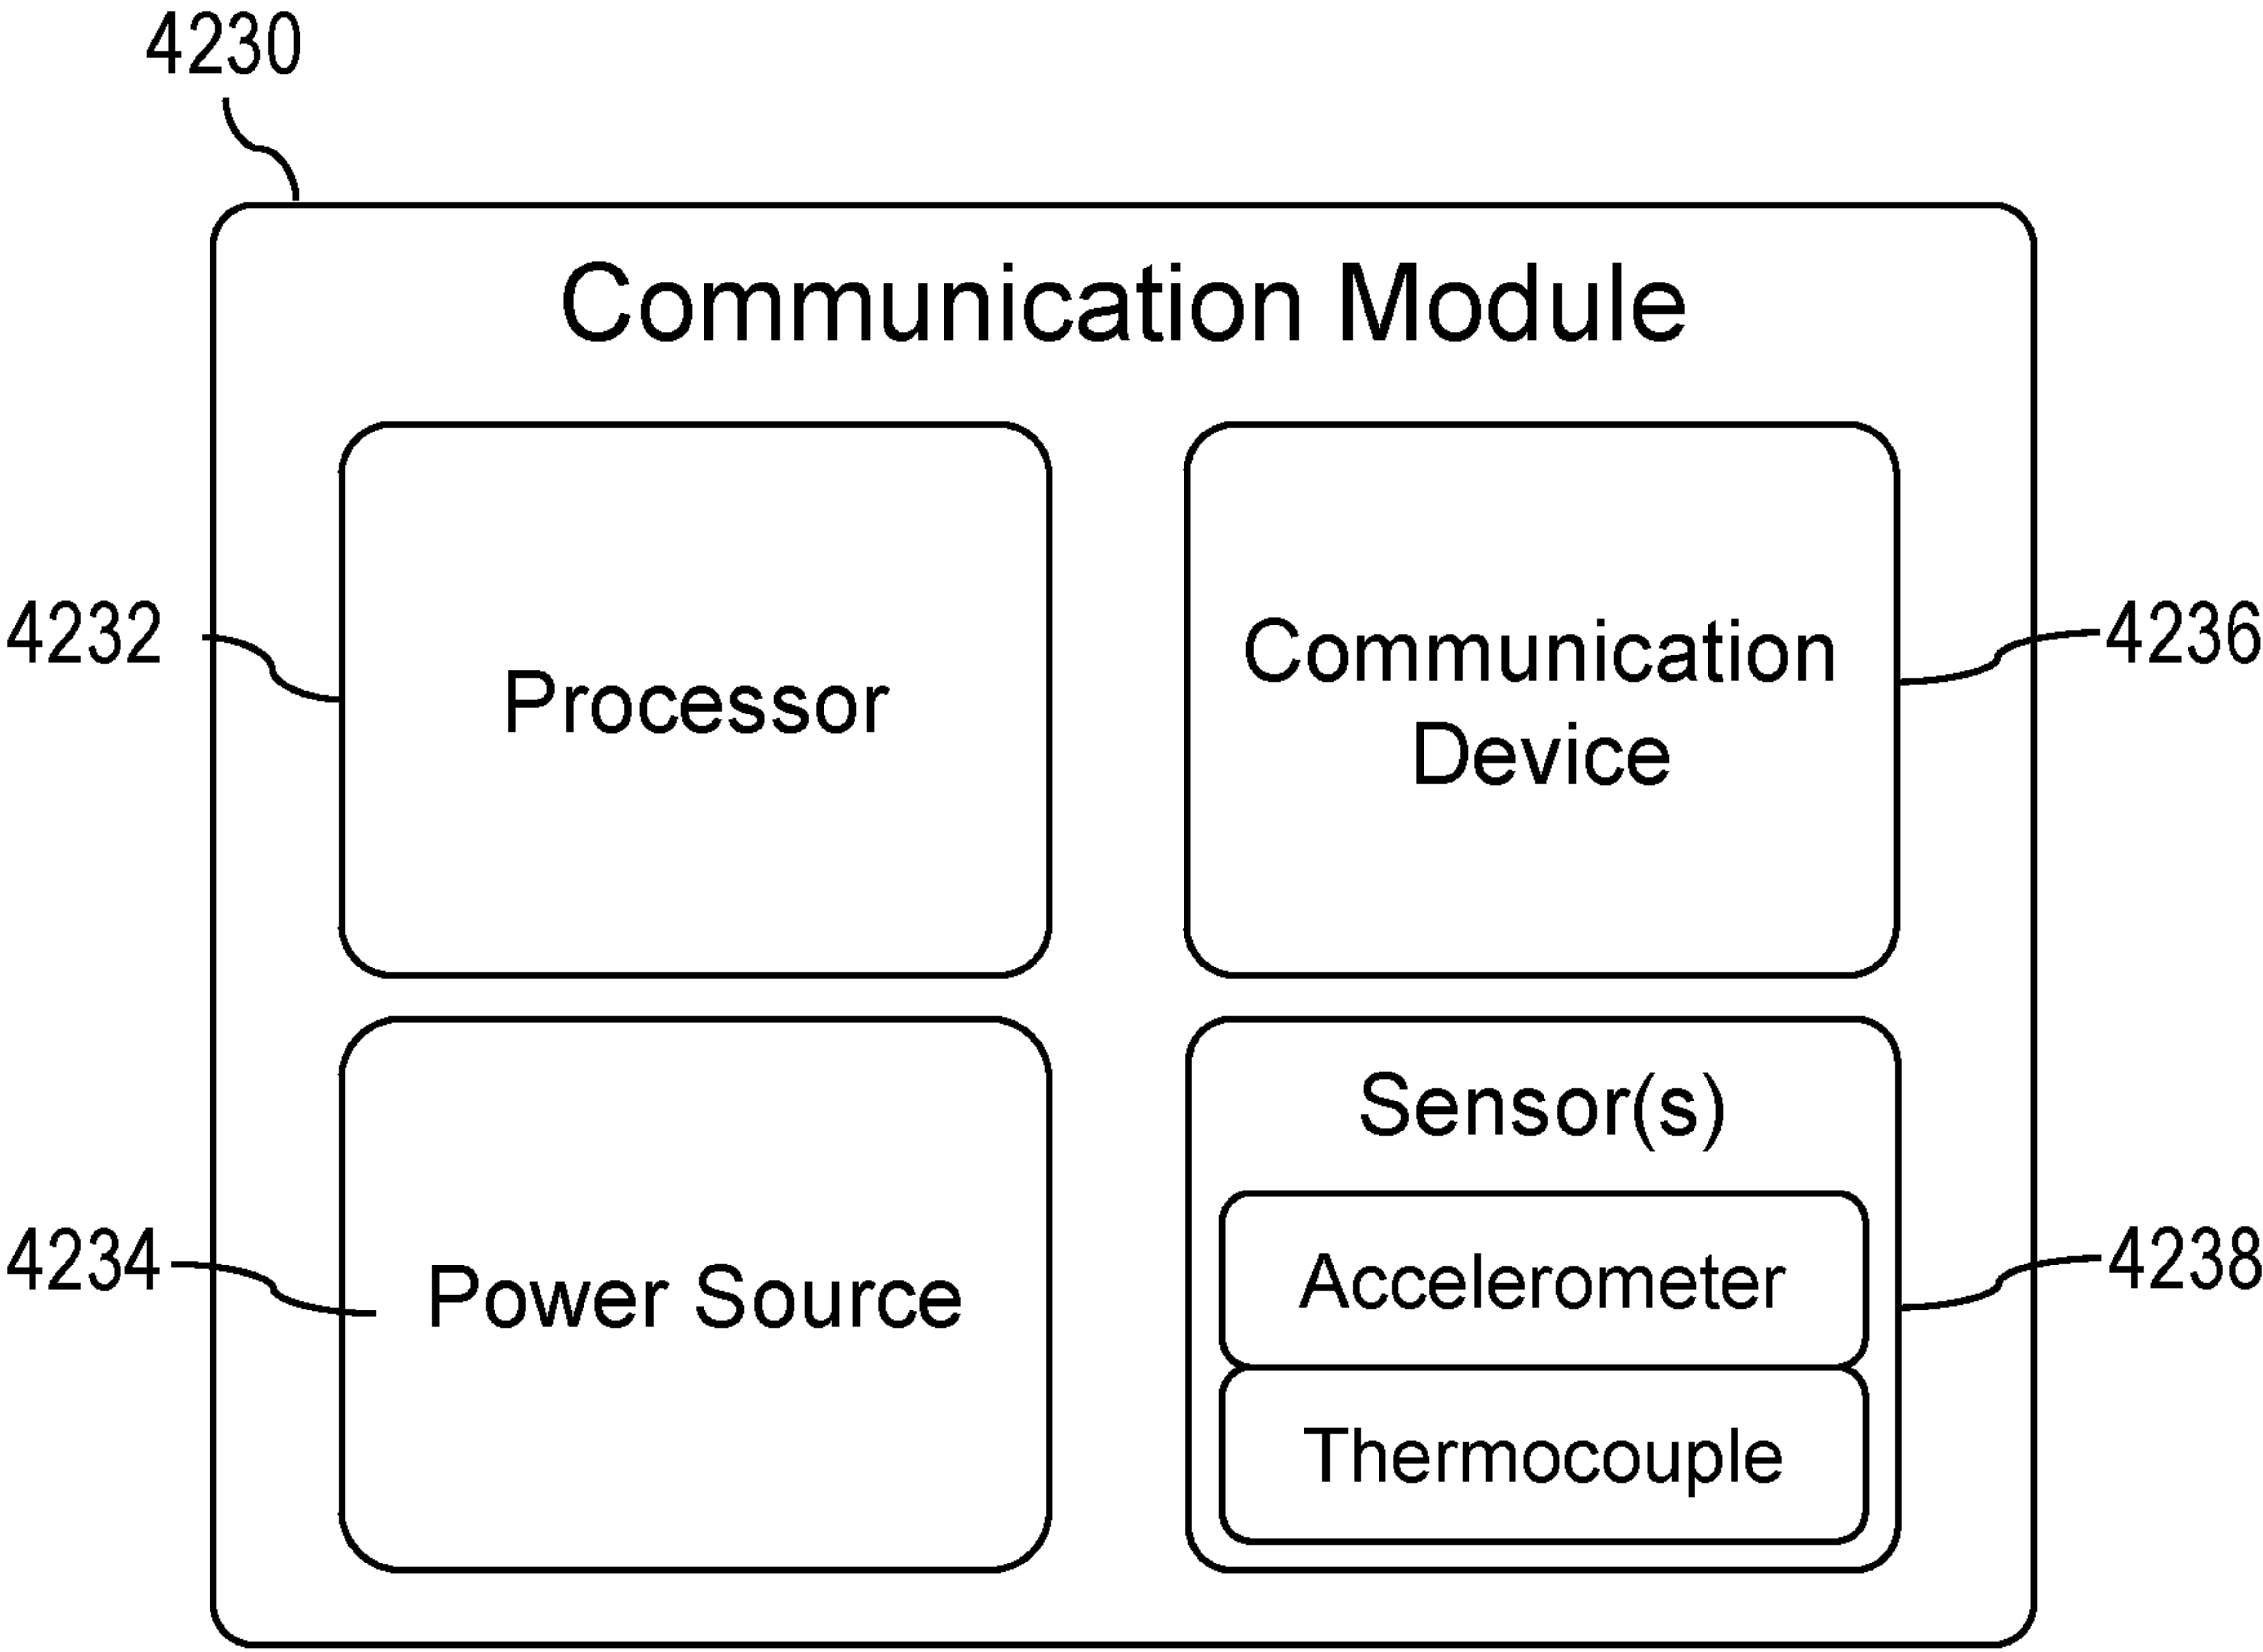 4230
Communication Module
4232
Processor
Communication
Device
4236
4234
Power Source
Sensor(s)
Accelerometer
Thermocouple
4238